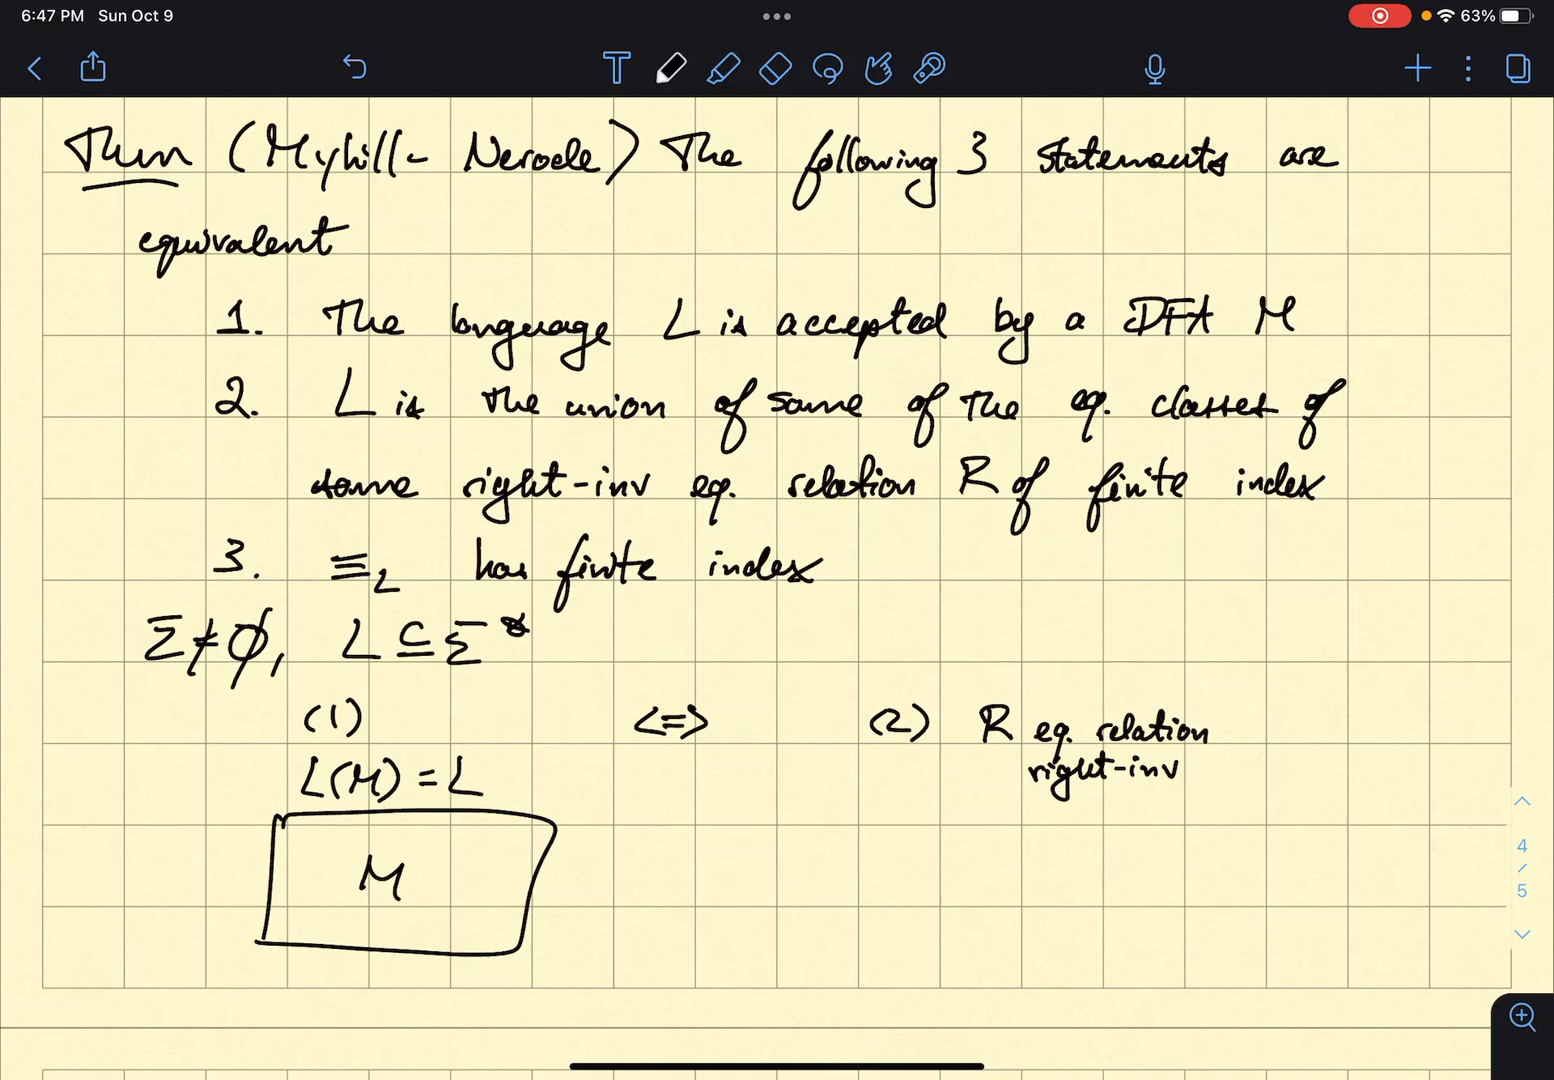 6:47 PM Sun Oct 9
63%
Thm (Myhill- Nerode) The following 3 statements are
equivalent
1. The language L is accepted by a DFA M
2. L is the union of some of the eq. classes of
some right-inv eq. relation R of finite index
3. ≡_L has finite index
Σ≠∅, L ⊆ Σ*
(1) <=> (2) R eq. relation
right-inv
L(M) = L
M
4
/
5